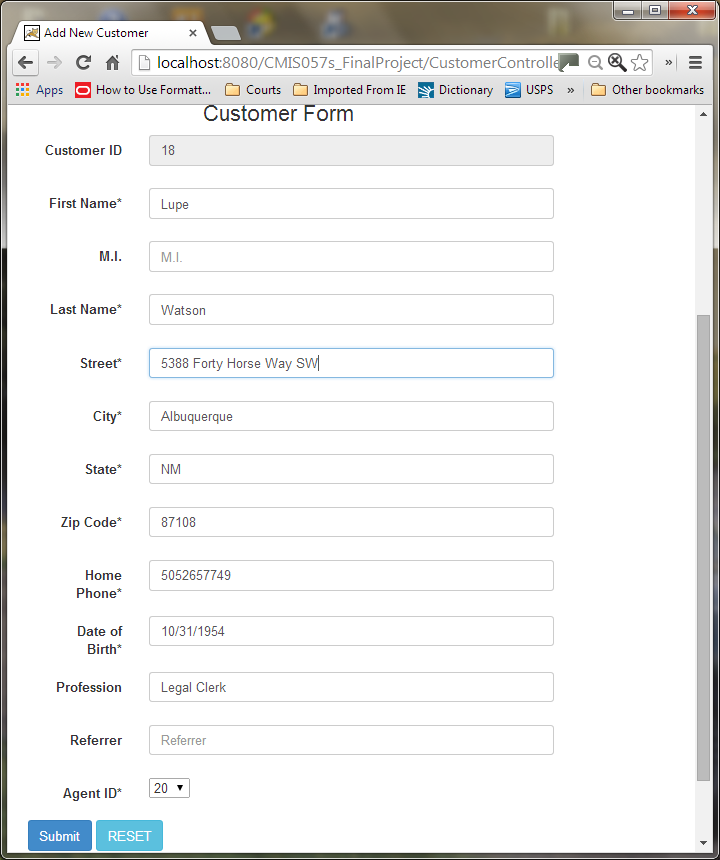 Add New Customer
localhost:8080/CMIS057s_FinalProject/CustomerControlle
Apps How to Use Formatt... Courts Imported From IE Dictionary USPS » Other bookmarks
Customer Form
Customer ID 18
First Name* Lupe
M.I. M.I.
Last Name* Watson
Street* 5388 Forty Horse Way SW
City* Albuquerque
State* NM
Zip Code* 87108
Home Phone* 5052657749
Date of Birth* 10/31/1954
Profession Legal Clerk
Referrer Referrer
Agent ID* 20
Submit RESET